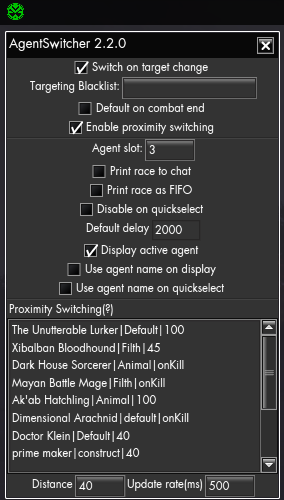 AgentSwitcher 2.2.0
Switch on target change
Targeting Blacklist:
Default on combat end
Enable proximity switching
Agent slot: 3
Print race to chat
Print race as FIFO
Disable on quickselect
Default delay 2000
Display active agent
Use agent name on display
Use agent name on quickselect
Proximity Switching(?)
The Unutterable Lurker|Default|100
Xibalban Bloodhound|Filth|45
Dark House Sorcerer|Animal|onKill
Mayan Battle Mage|Filth|onKill
Ak'ab Hatchling|Animal|100
Dimensional Arachnid|default|onKill
Doctor Klein|Default|40
prime maker|construct|40
Distance 40 Update rate(ms) 500